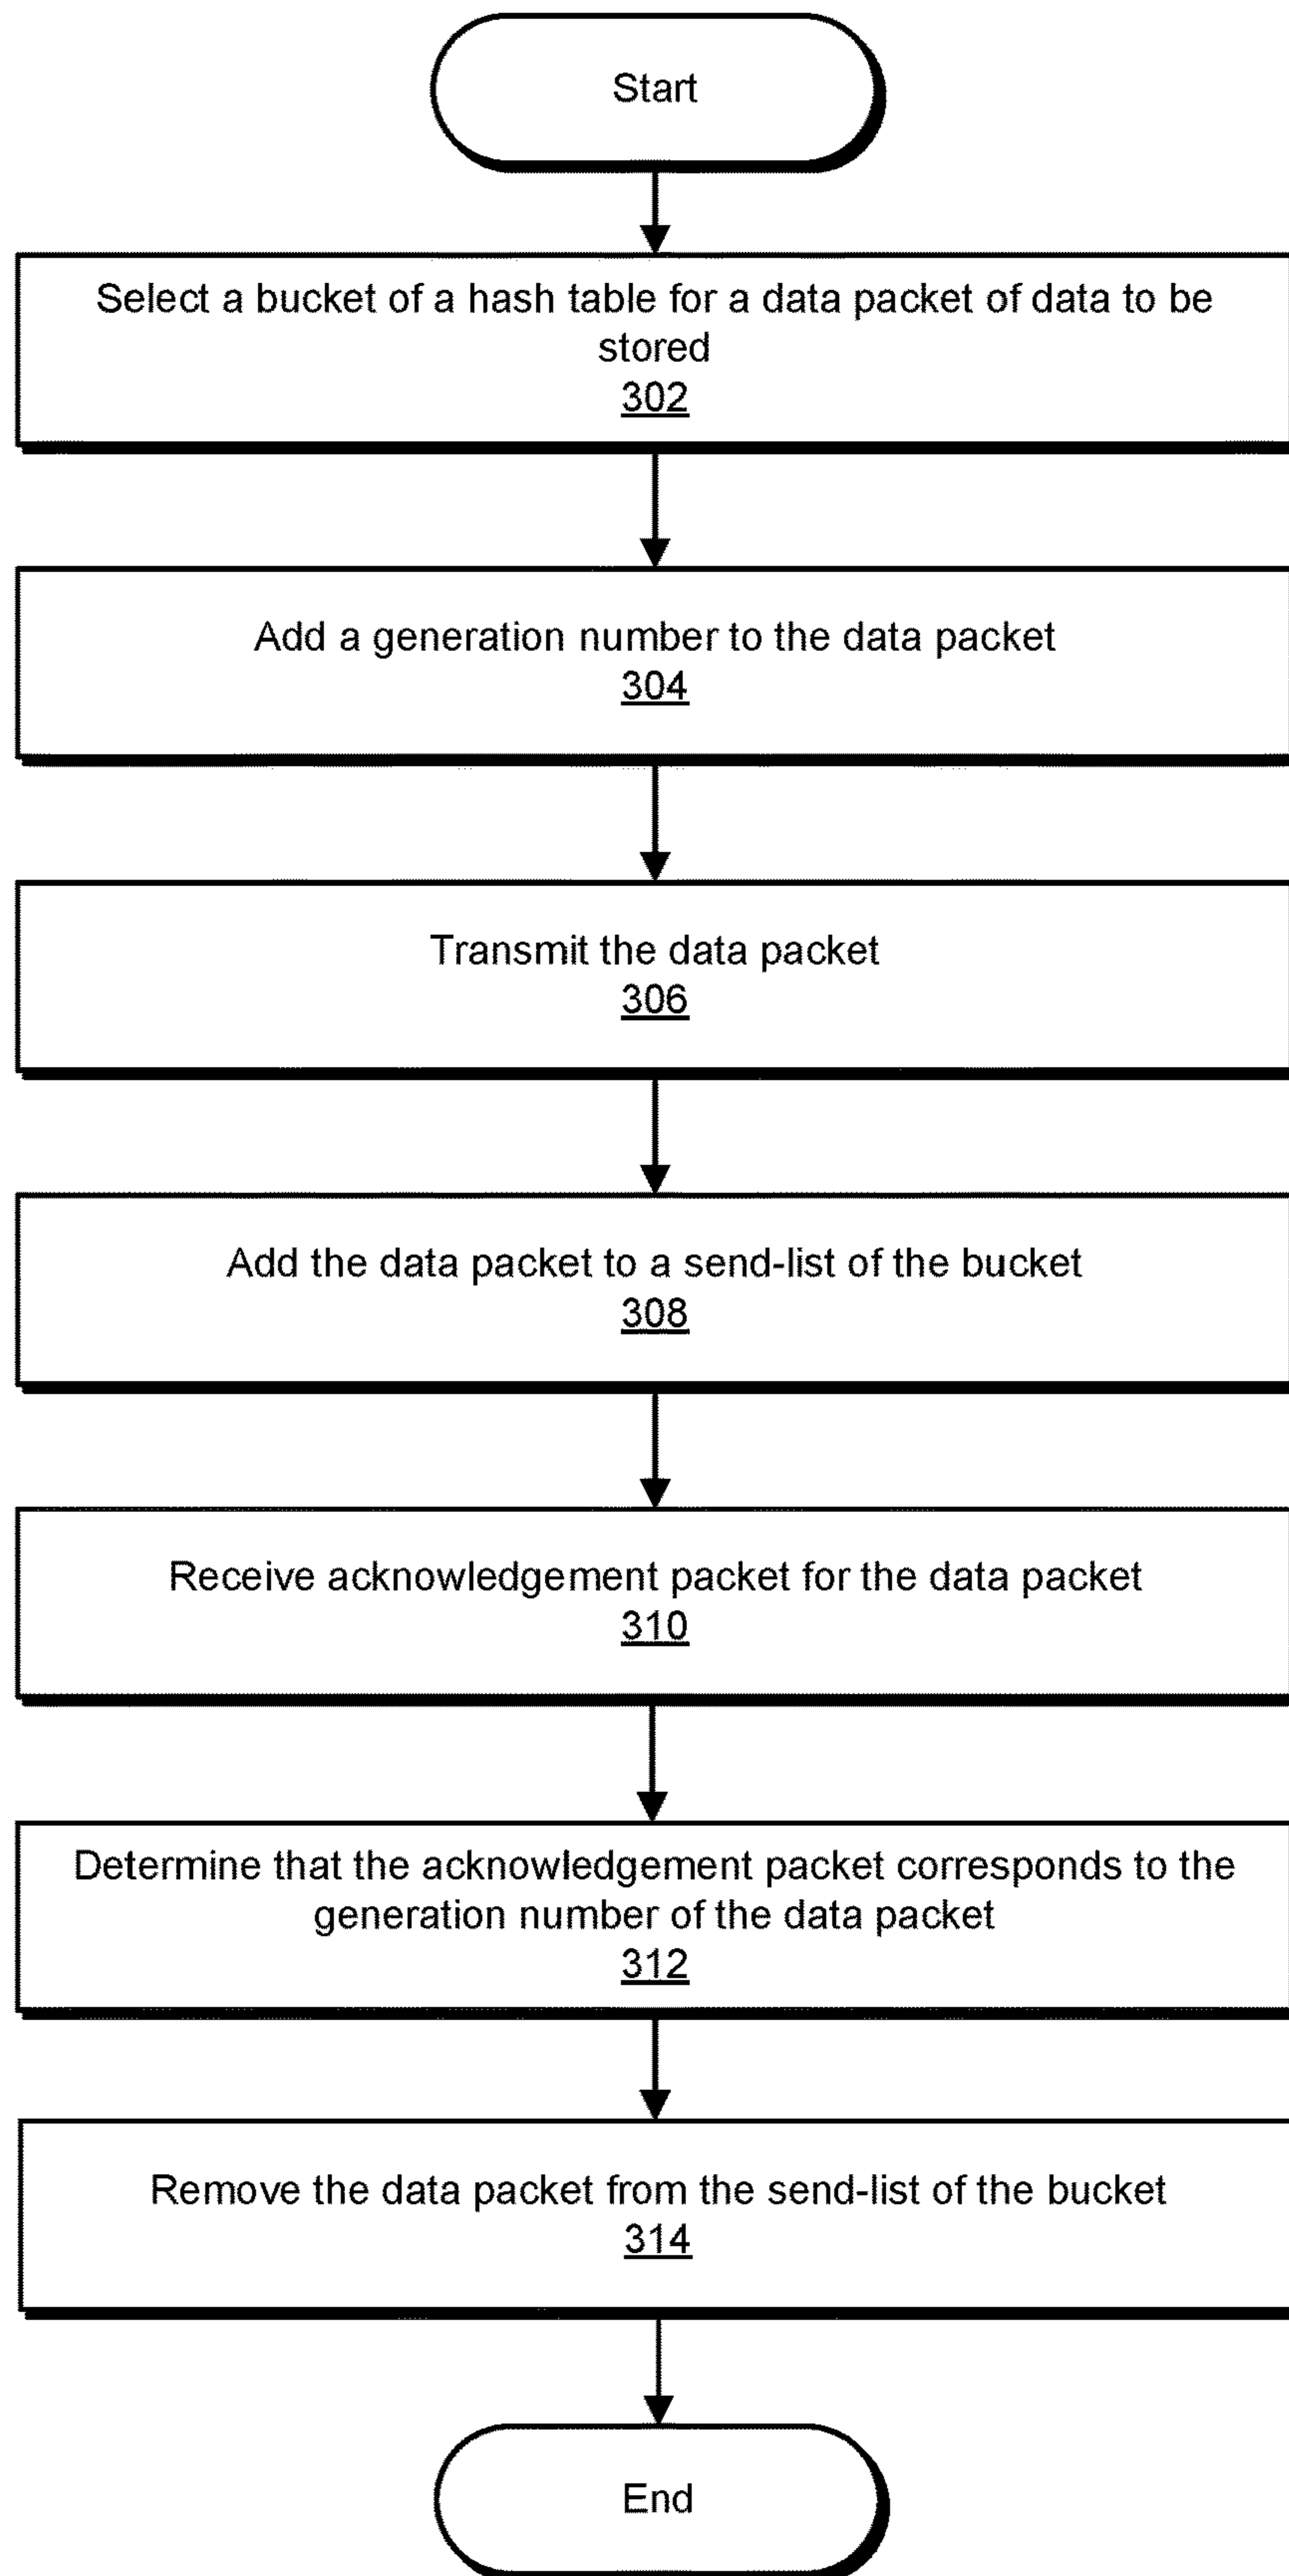 Start
Select a bucket of a hash table for a data packet of data to be
stored
302
Add a generation number to the data packet
304
Transmit the data packet
306
Add the data packet to a send-list of the bucket
308
Receive acknowledgement packet for the data packet
310
Determine that the acknowledgement packet corresponds to the
generation number of the data packet
312
Remove the data packet from the send-list of the bucket
314
End